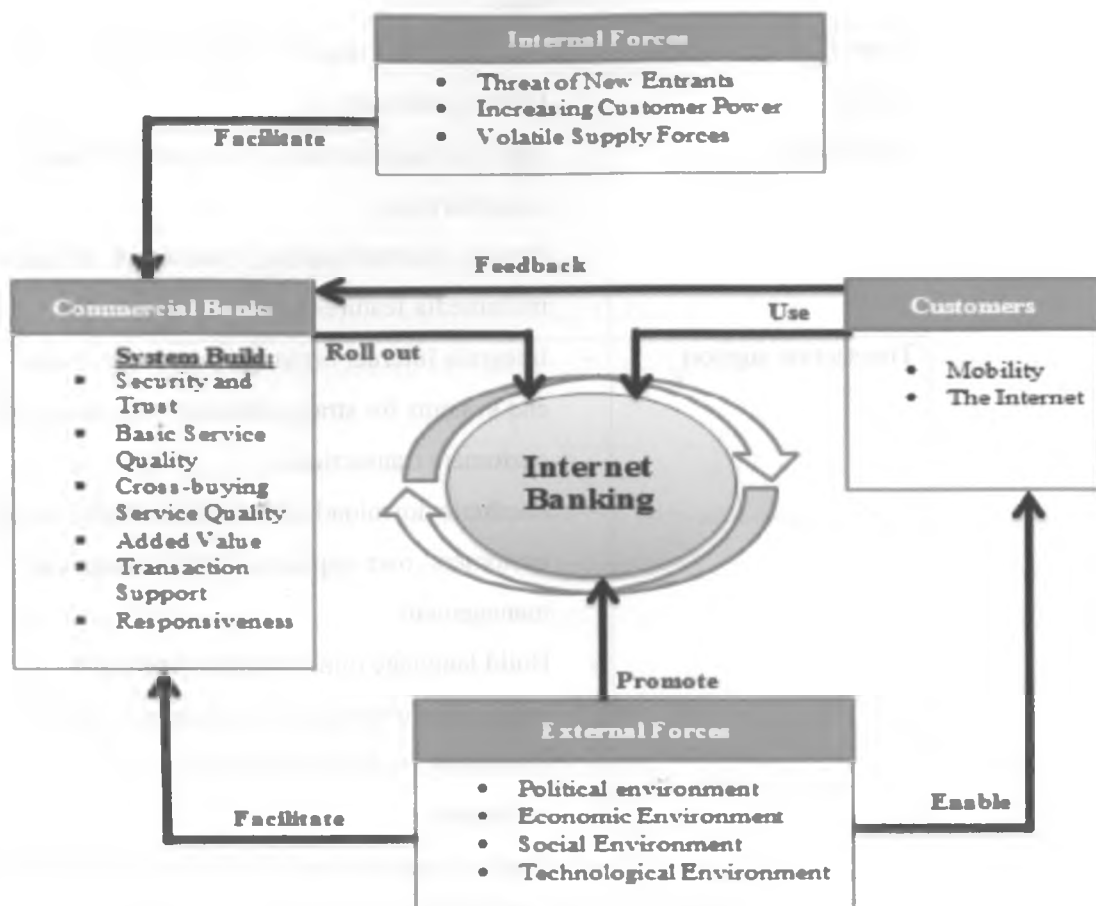 Internal Forces
• Threat of New Entrants
• Increasing Customer Power
• Volatile Supply Forces
Facilitate
Feedback
Commercial Banks
Customers
Use
Roll out
System Build:
▪ Security and
Trust
▪ Basic Service
Quality
▪ Cross-buying
Service Quality
▪ Added Value
▪ Transaction
Support
▪ Responsiveness
• Mobility
• The Internet
Internet
Banking
Promote
External Forces
• Political environment
• Economic Environment
• Social Environment
• Technological Environment
Facilitate
Enable